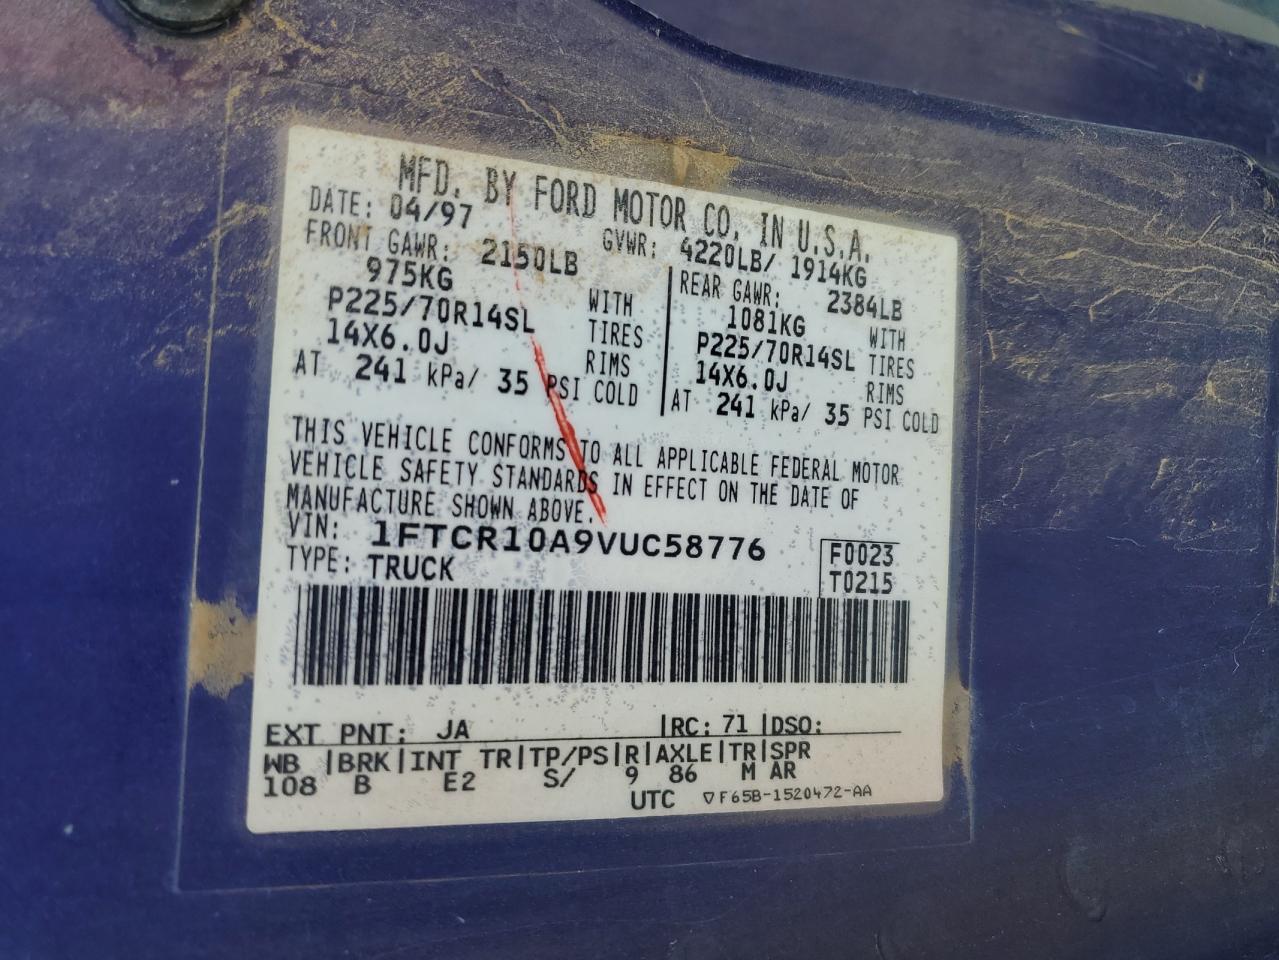 MFD. BY FORD MOTOR CO. IN U.S.A.
DATE: 04/97 GVWR: 4220LB/ 1914KG
FRONT GAWR: 2150LB
975KG WITH
P225/70R14SL TIRES
14X6.0J RIMS
AT 241 kPa/ 35 PSI COLD
REAR GAWR: 2384LB
1081KG WITH
P225/70R14SL TIRES
14X6.0J RIMS
AT 241 kPa/ 35 PSI COLD
THIS VEHICLE CONFORMS TO ALL APPLICABLE FEDERAL MOTOR
VEHICLE SAFETY STANDARDS IN EFFECT ON THE DATE OF
MANUFACTURE SHOWN ABOVE.
VIN: 1FTCR10A9VUC58776 F0023
TYPE: TRUCK T0215
EXT PNT: JA |RC: 71 |DSO:
WB |BRK|INT TR|TP/PS|R|AXLE|TR|SPR
108 B E2 S/ 9 86 M AR
UTC ▽F65B-1520472-AA